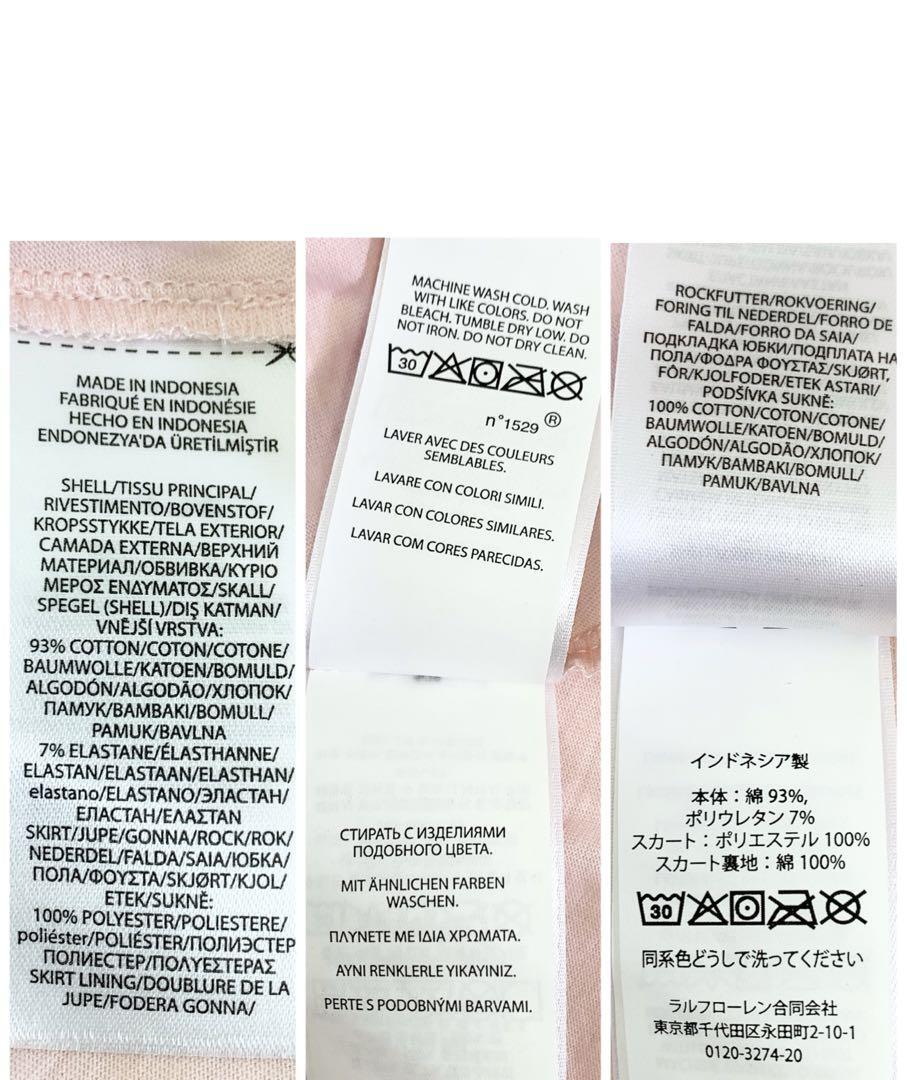 MADE IN INDONESIA
FABRIQUÉ EN INDONÉSIE
HECHO EN INDONESIA
ENDONEZYA'DA ÜRETİLMİŞTİR
SHELL/TISSU PRINCIPAL/
RIVESTIMENTO/BOVENSTOF/
KROPSSTYKKE/TELA EXTERIOR/
CAMADA EXTERNA/ВЕРХНИЙ
МАТЕРИАЛ/ОБВИВКА/ΚΥΡΙΟ
ΜΕΡΟΣ ΕΝΔΥΜΑΤΟΣ/SKALL/
SPEGEL (SHELL)/DIŞ KATMAN/
VNĚJŠÍ VRSTVA:
93% COTTON/COTON/COTONE/
BAUMWOLLE/KATOEN/BOMULD/
ALGODÓN/ALGODÃO/ХЛОПОК/
ПАМУК/ΒΑΜΒΑΚΙ/BOMULL/
PAMUK/BAVLNA
7% ELASTANE/ÉLASTHANNE/
ELASTAN/ELASTAAN/ELASTHAN/
elastano/ELASTANO/ЭЛАСТАН/
ЕЛАСТАН/ΕΛΑΣΤΑΝ
SKIRT/JUPE/GONNA/ROCK/ROK/
NEDERDEL/FALDA/SAIA/ЮБКА/
ПОЛА/ΦΟΥΣΤΑ/SKJØRT/KJOL/
ETEK/SUKNĚ:
100% POLYESTER/POLIESTERE/
poliéster/POLIÉSTER/ПОЛИЭСТЕР
ПОЛИЕСТЕР/ΠΟΛΥΕΣΤΕΡΑΣ
SKIRT LINING/DOUBLURE DE LA
JUPE/FODERA GONNA/
MACHINE WASH COLD. WASH
WITH LIKE COLORS. DO NOT
BLEACH. TUMBLE DRY LOW. DO
NOT IRON. DO NOT DRY CLEAN.
30
n°1529 ®
LAVER AVEC DES COULEURS
SEMBLABLES.
LAVARE CON COLORI SIMILI.
LAVAR CON COLORES SIMILARES.
LAVAR COM CORES PARECIDAS.
СТИРАТЬ С ИЗДЕЛИЯМИ
ПОДОБНОГО ЦВЕТА.
MIT ÄHNLICHEN FARBEN
WASCHEN.
ΠΛΥΝΕΤΕ ΜΕ ΙΔΙΑ ΧΡΩΜΑΤΑ.
AYNI RENKLERLE YIKAYINIZ.
PERTE S PODOBNÝMI BARVAMI.
ROCKFUTTER/ROKVOERING/
FORING TIL NEDERDEL/FORRO DE
FALDA/FORRO DA SAIA/
ПОДКЛАДКА ЮБКИ/ПОДПЛАТА НА
ПОЛА/ΦΟΔΡΑ ΦΟΥΣΤΑΣ/SKJØRT,
FÔR/KJOLFODER/ETEK ASTARI/
PODŠÍVKA SUKNĚ:
100% COTTON/COTON/COTONE/
BAUMWOLLE/KATOEN/BOMULD/
ALGODÓN/ALGODÃO/ХЛОПОК/
ПАМУК/ΒΑΜΒΑΚΙ/BOMULL/
PAMUK/BAVLNA
インドネシア製
本体：綿 93%,
ポリウレタン 7%
スカート：ポリエステル 100%
スカート裏地：綿 100%
30
同系色どうしで洗ってください
ラルフローレン合同会社
東京都千代田区永田町2-10-1
0120-3274-20